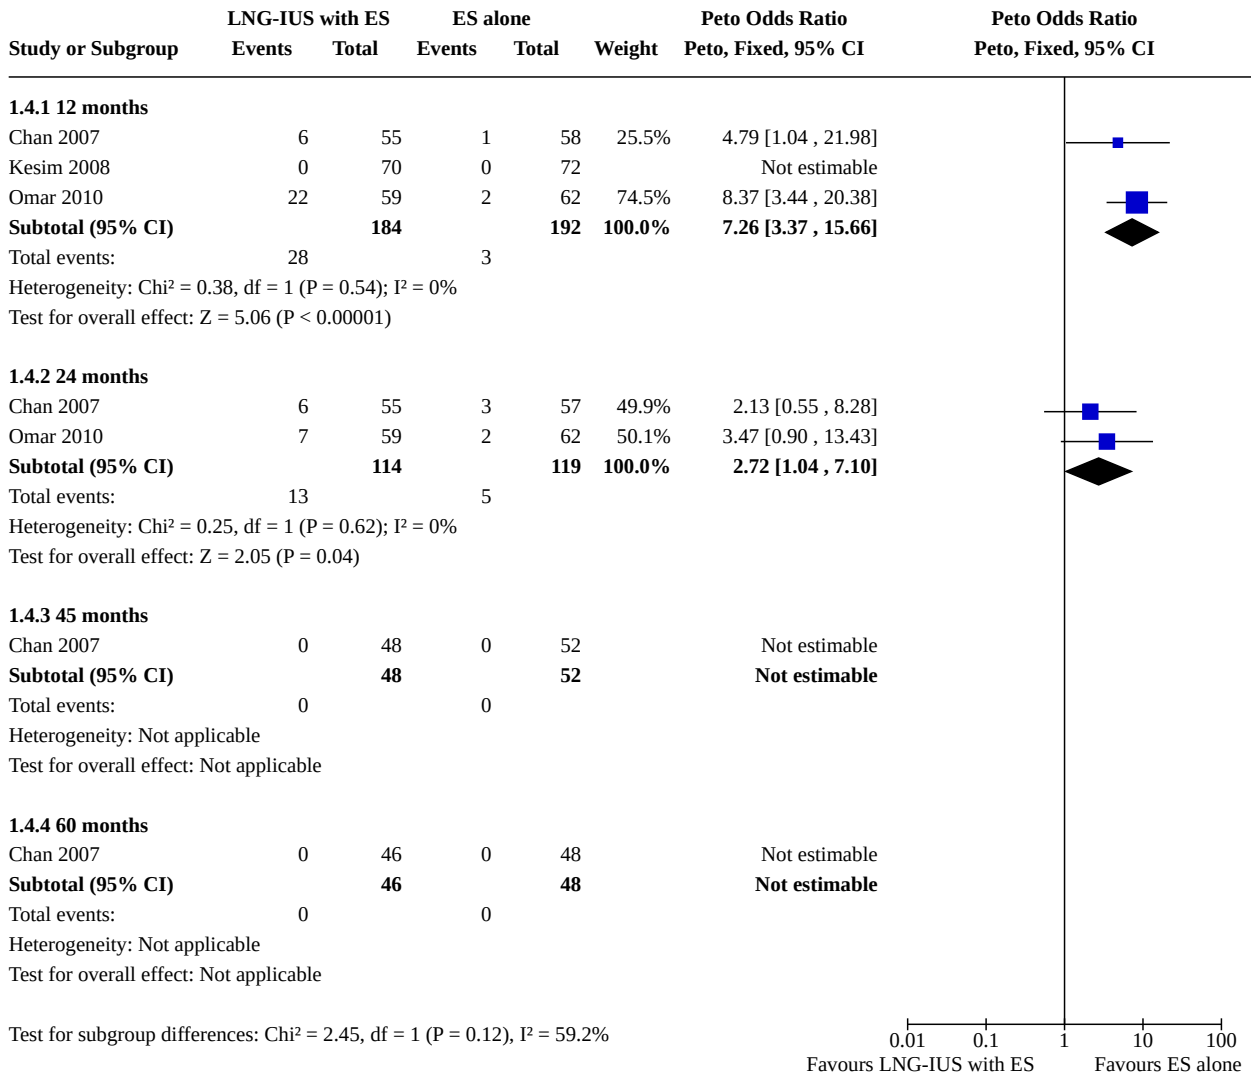 LNG-IUS with ES ES alone Peto Odds Ratio Peto Odds Ratio
Study or Subgroup Events Total Events Total Weight Peto, Fixed, 95% CI Peto, Fixed, 95% CI
1.4.1 12 months
Chan 2007 6 55 1 58 25.5% 4.79 [1.04 , 21.98]
Kesim 2008 0 70 0 72 Not estimable
Omar 2010 22 59 2 62 74.5% 8.37 [3.44 , 20.38]
Subtotal (95% CI) 184 192 100.0% 7.26 [3.37 , 15.66]
Total events: 28 3
Heterogeneity: Chi² = 0.38, df = 1 (P = 0.54); I² = 0%
Test for overall effect: Z = 5.06 (P < 0.00001)
1.4.2 24 months
Chan 2007 6 55 3 57 49.9% 2.13 [0.55 , 8.28]
Omar 2010 7 59 2 62 50.1% 3.47 [0.90 , 13.43]
Subtotal (95% CI) 114 119 100.0% 2.72 [1.04 , 7.10]
Total events: 13 5
Heterogeneity: Chi² = 0.25, df = 1 (P = 0.62); I² = 0%
Test for overall effect: Z = 2.05 (P = 0.04)
1.4.3 45 months
Chan 2007 0 48 0 52 Not estimable
Subtotal (95% CI) 48 52 Not estimable
Total events: 0 0
Heterogeneity: Not applicable
Test for overall effect: Not applicable
1.4.4 60 months
Chan 2007 0 46 0 48 Not estimable
Subtotal (95% CI) 46 48 Not estimable
Total events: 0 0
Heterogeneity: Not applicable
Test for overall effect: Not applicable
Test for subgroup differences: Chi² = 2.45, df = 1 (P = 0.12), I² = 59.2%
0.01 0.1 1 10 100
Favours LNG-IUS with ES Favours ES alone